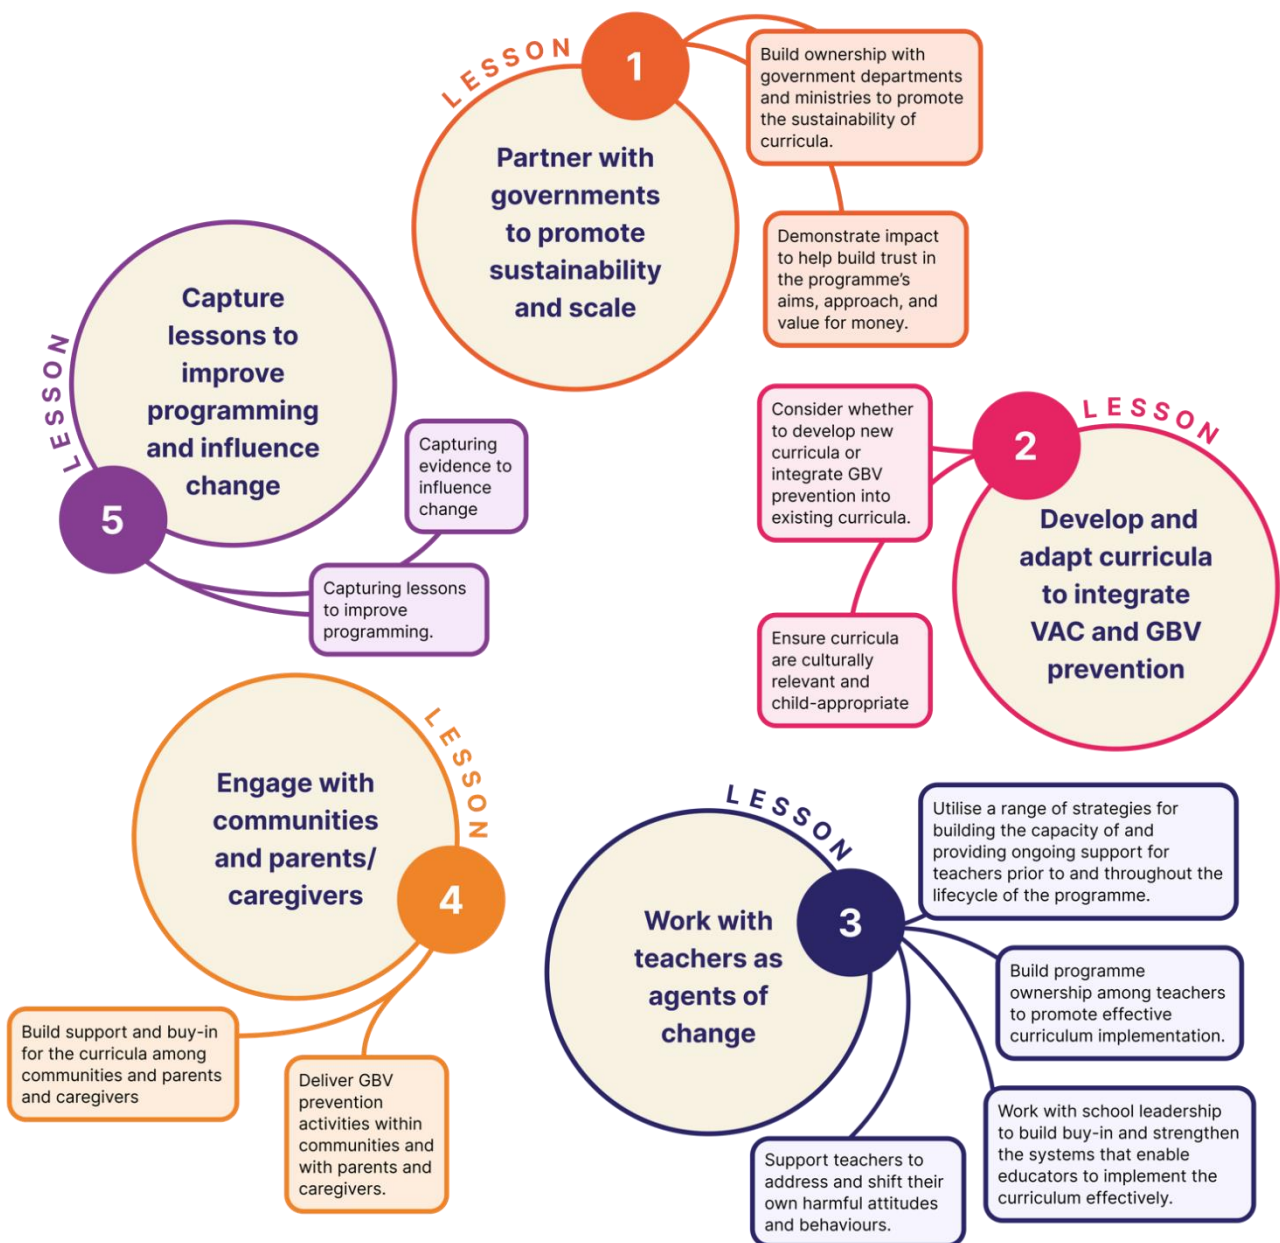 LESSON
1
Partner with
governments
to promote
sustainability
and scale
Build ownership with
government departments
and ministries to promote
the sustainability of
curricula.
Demonstrate impact
to help build trust in
the programme's
aims, approach, and
value for money.
LESSON
2
Develop and
adapt curricula
to integrate
VAC and GBV
prevention
Consider whether
to develop new
curricula or
integrate GBV
prevention into
existing curricula.
Ensure curricula
are culturally
relevant and
child-appropriate
LESSON
3
Work with
teachers as
agents of
change
Utilise a range of strategies for
building the capacity of and
providing ongoing support for
teachers prior to and throughout the
lifecycle of the programme.
Build programme
ownership among teachers
to promote effective
curriculum implementation.
Work with school leadership
to build buy-in and strengthen
the systems that enable
educators to implement the
curriculum effectively.
Support teachers to
address and shift their
own harmful attitudes
and behaviours.
LESSON
4
Engage with
communities
and parents/
caregivers
Build support and buy-in
for the curricula among
communities and parents
and caregivers
Deliver GBV
prevention
activities within
communities and
with parents and
caregivers.
LESSON
5
Capture
lessons to
improve
programming
and influence
change
Capturing
evidence to
influence
change
Capturing lessons
to improve
programming.